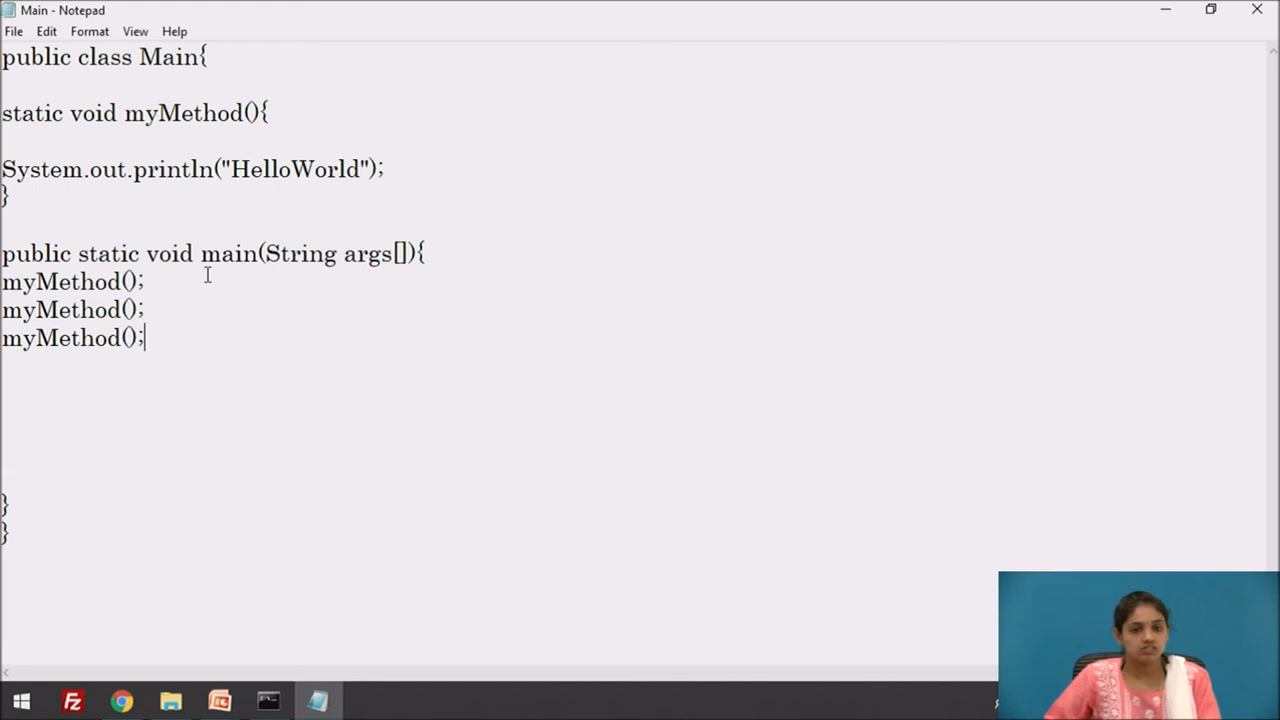 Main - Notepad
File Edit Format View Help
public class Main{
static void myMethod(){
System.out.println("HelloWorld");
}
public static void main(String args[]){
myMethod();
myMethod();
myMethod();
}
}
Fz